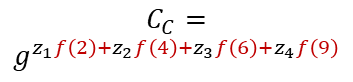 C_C =
g^{z_1 f(2)+z_2 f(4)+z_3 f(6)+z_4 f(9)}